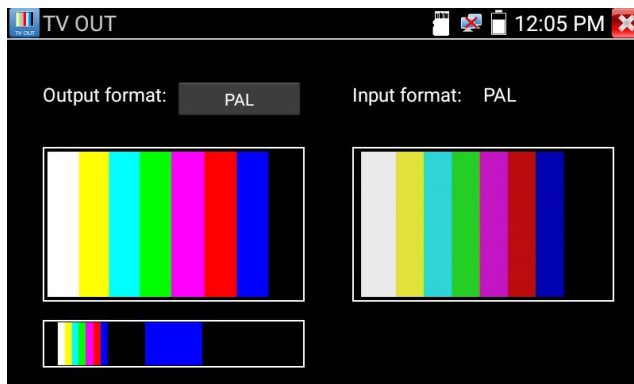 TV OUT
TV OUT
12:05 PM
Output format: PAL
Input format: PAL